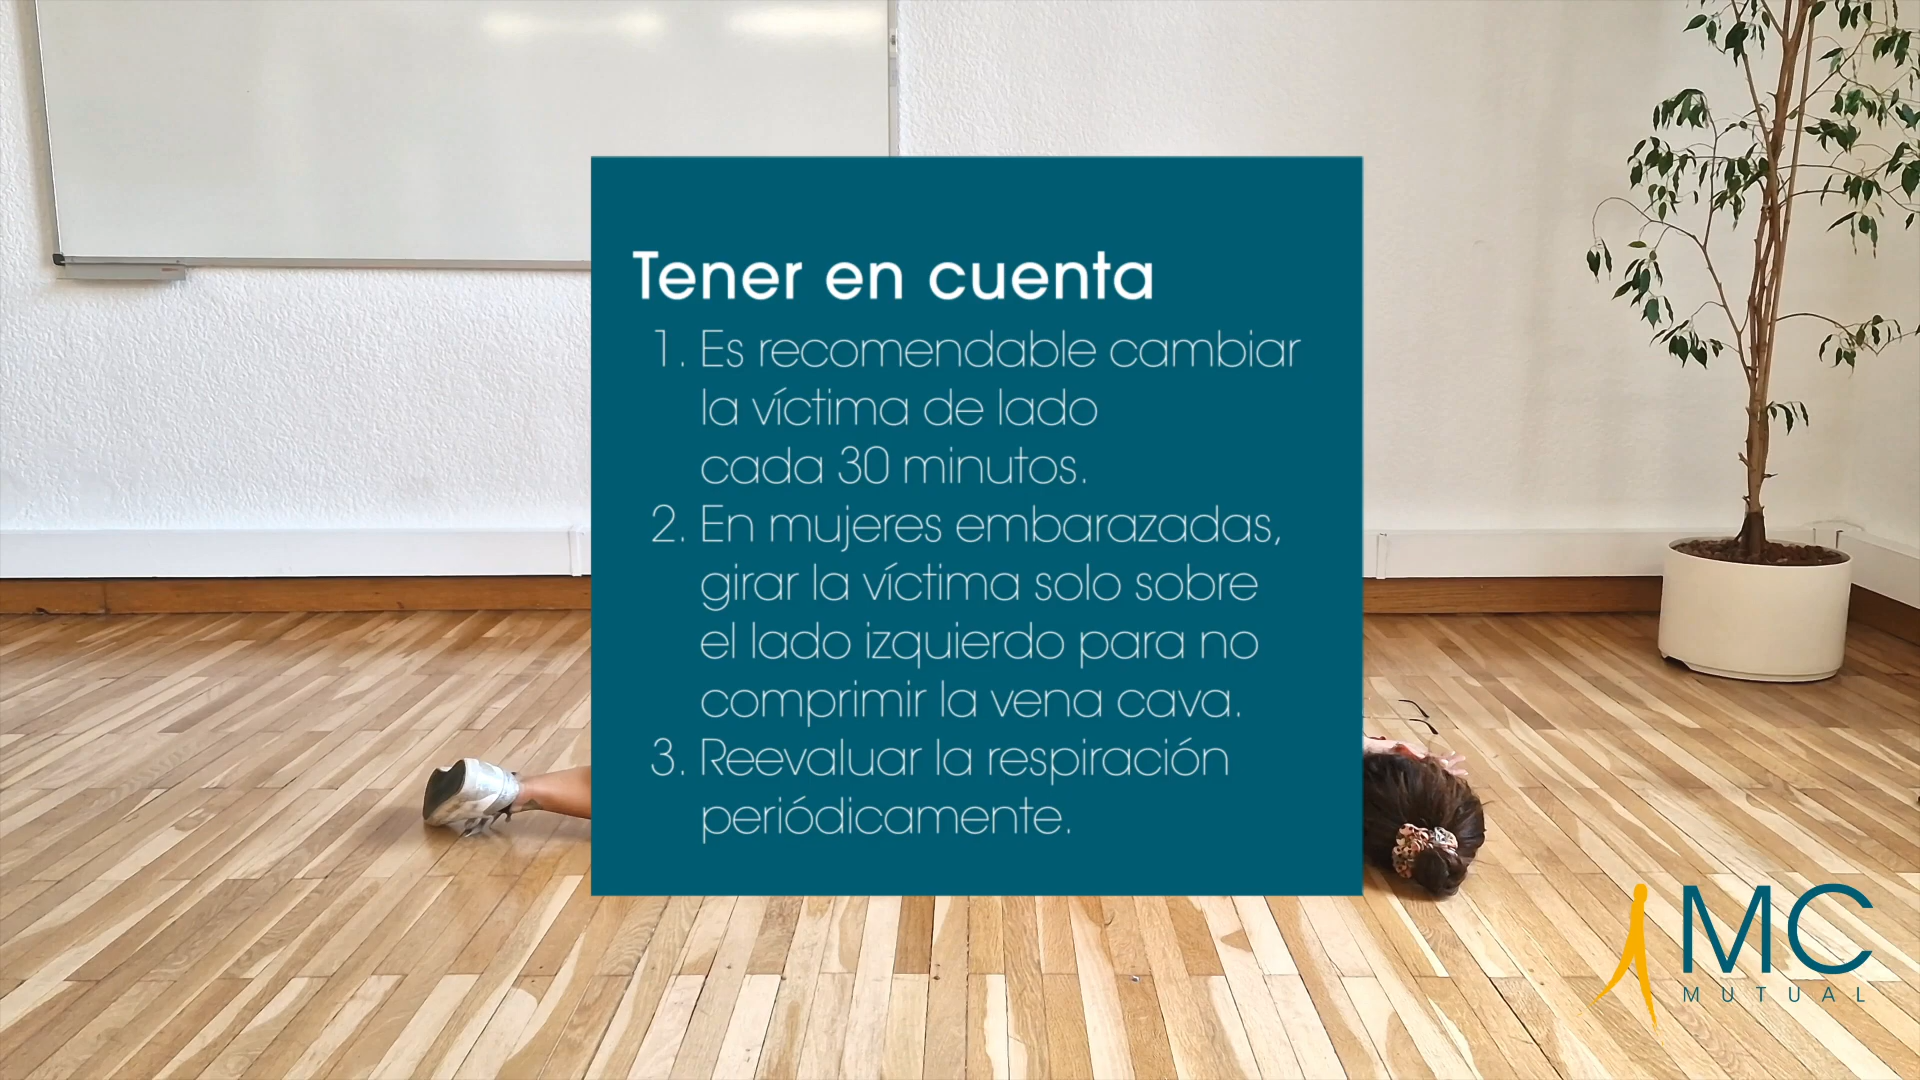 Tener en cuenta
1. Es recomendable cambiar
la víctima de lado
cada 30 minutos.
2. En mujeres embarazadas,
girar la víctima solo sobre
el lado izquierdo para no
comprimir la vena cava.
3. Reevaluar la respiración
periódicamente.
MC
MUTUAL